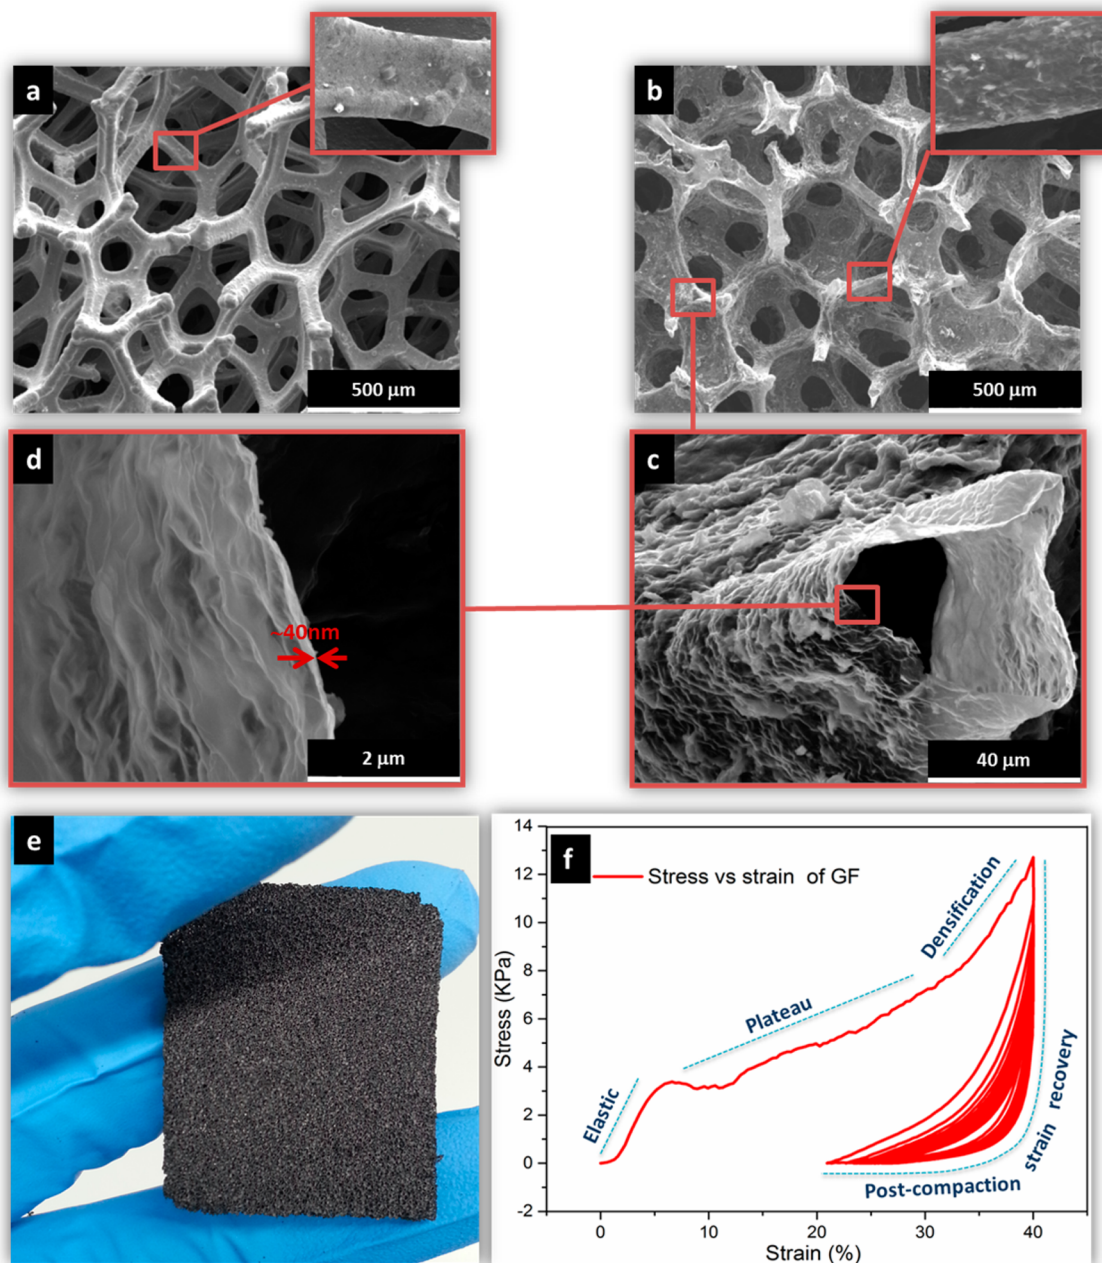 a
500 µm
b
500 µm
d
~40nm
2 µm
c
40 µm
e
f
Stress vs strain of GF
Stress (KPa)
14
12
10
8
6
4
2
0
-2
Elastic
Plateau
Densification
strain recovery
Post-compaction
0
10
20
30
40
Strain (%)